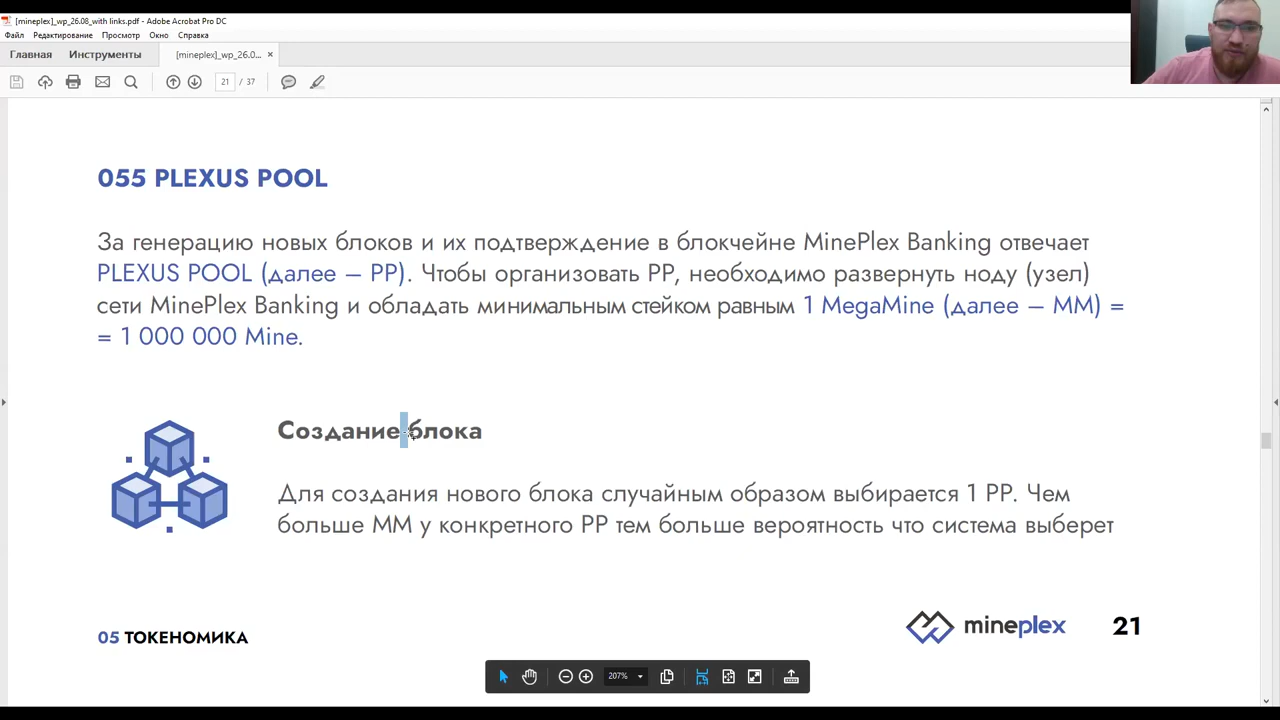 [mineplex]_wp_26.08_with links.pdf - Adobe Acrobat Pro DC
Файл Редактирование Просмотр Окно Справка
Главная Инструменты [mineplex]_wp_26.0... ×
21 / 37
055 PLEXUS POOL
За генерацию новых блоков и их подтверждение в блокчейне MinePlex Banking отвечает
PLEXUS POOL (далее – PP). Чтобы организовать PP, необходимо развернуть ноду (узел)
сети MinePlex Banking и обладать минимальным стейком равным 1 MegaMine (далее – MM) =
= 1 000 000 Mine.
Создание блока
Для создания нового блока случайным образом выбирается 1 PP. Чем
больше MM у конкретного PP тем больше вероятность что система выберет
05 ТОКЕНОМИКА
mineplex
21
207%